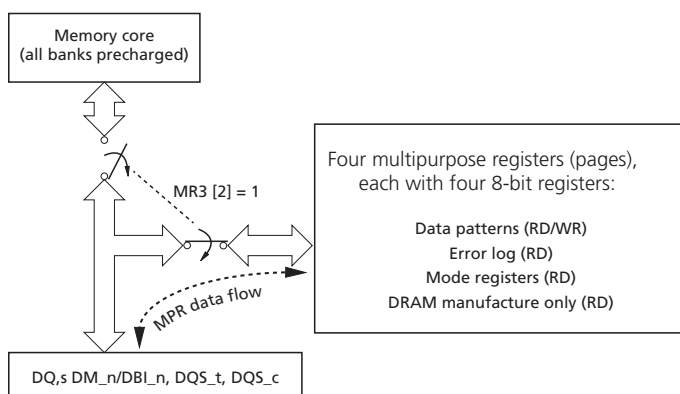 Memory core
(all banks precharged)
MR3 [2] = 1
Four multipurpose registers (pages),
each with four 8-bit registers:
Data patterns (RD/WR)
Error log (RD)
Mode registers (RD)
DRAM manufacture only (RD)
MPR data flow
DQ,s DM_n/DBI_n, DQS_t, DQS_c